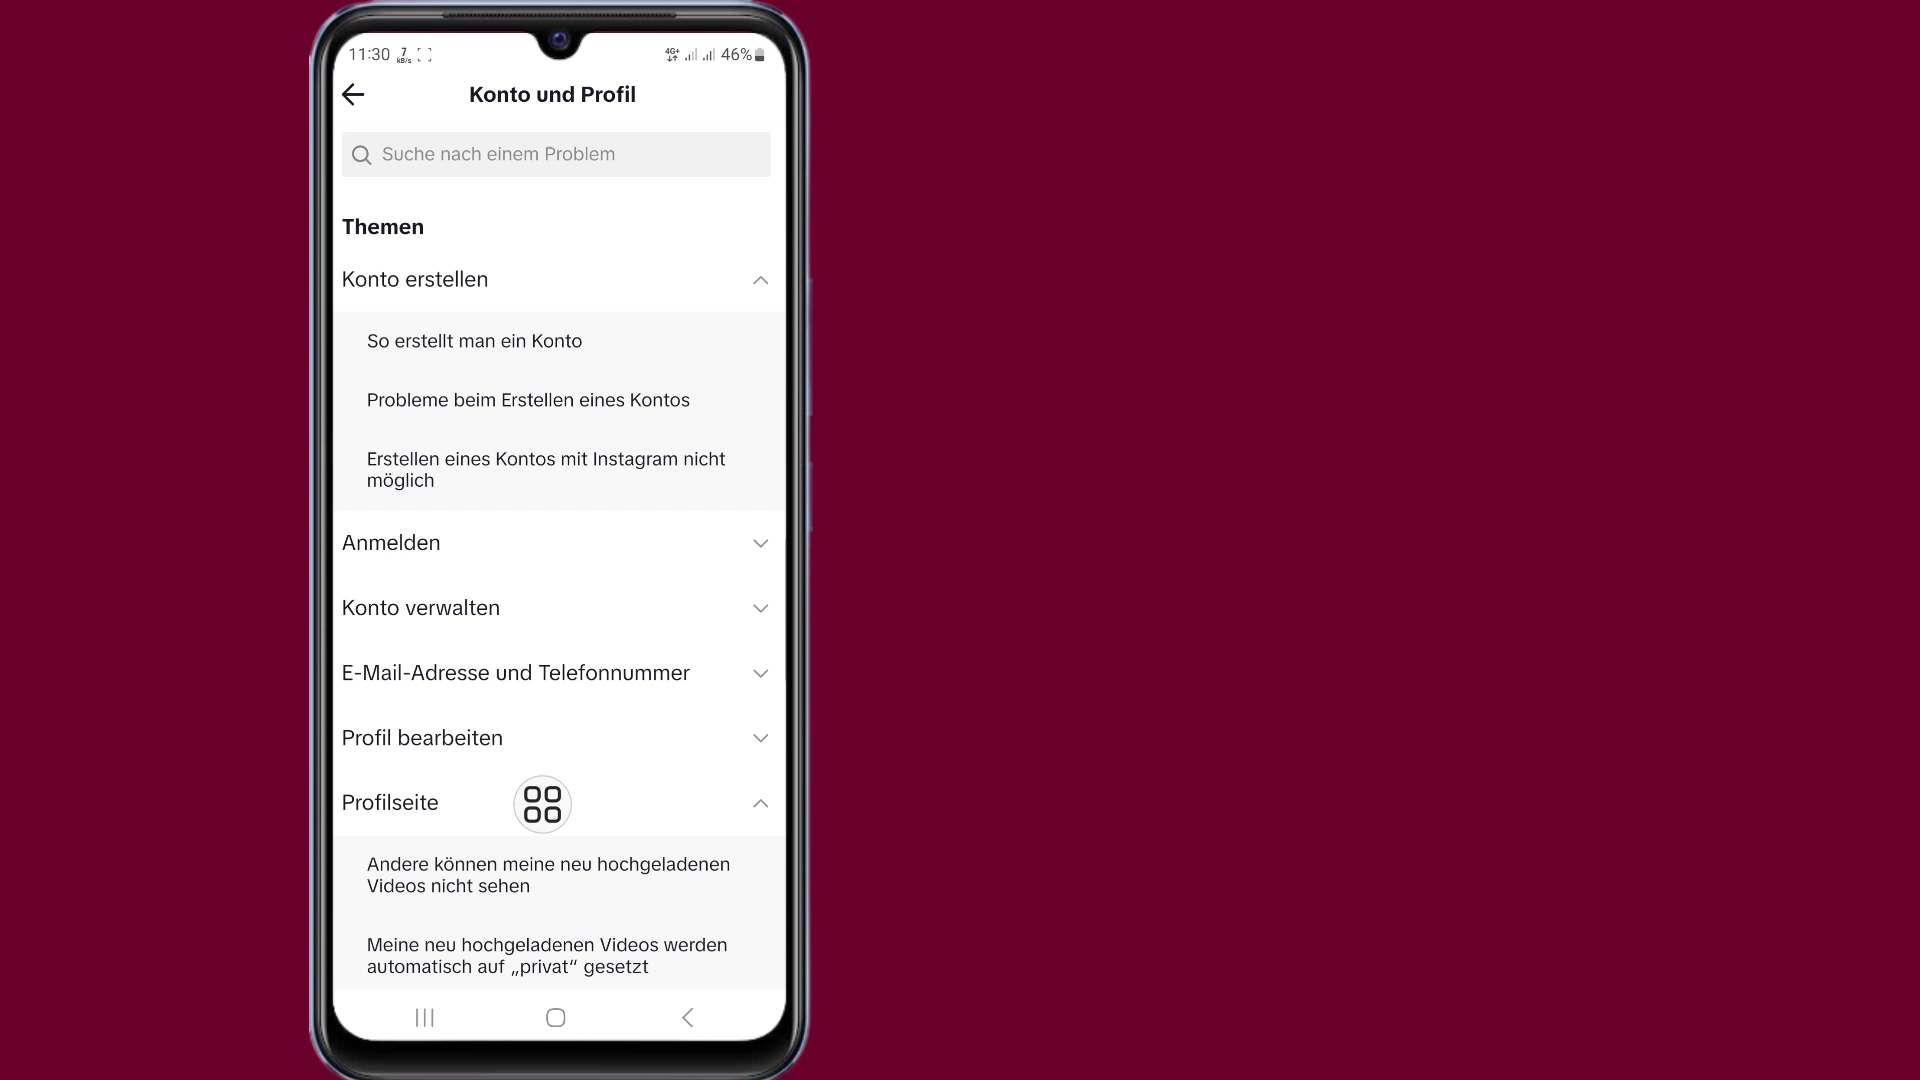 11:30 7 kB/s 4G+ 46%
Konto und Profil
Suche nach einem Problem
Themen
Konto erstellen
So erstellt man ein Konto
Probleme beim Erstellen eines Kontos
Erstellen eines Kontos mit Instagram nicht
möglich
Anmelden
Konto verwalten
E-Mail-Adresse und Telefonnummer
Profil bearbeiten
Profilseite
Andere können meine neu hochgeladenen
Videos nicht sehen
Meine neu hochgeladenen Videos werden
automatisch auf „privat“ gesetzt